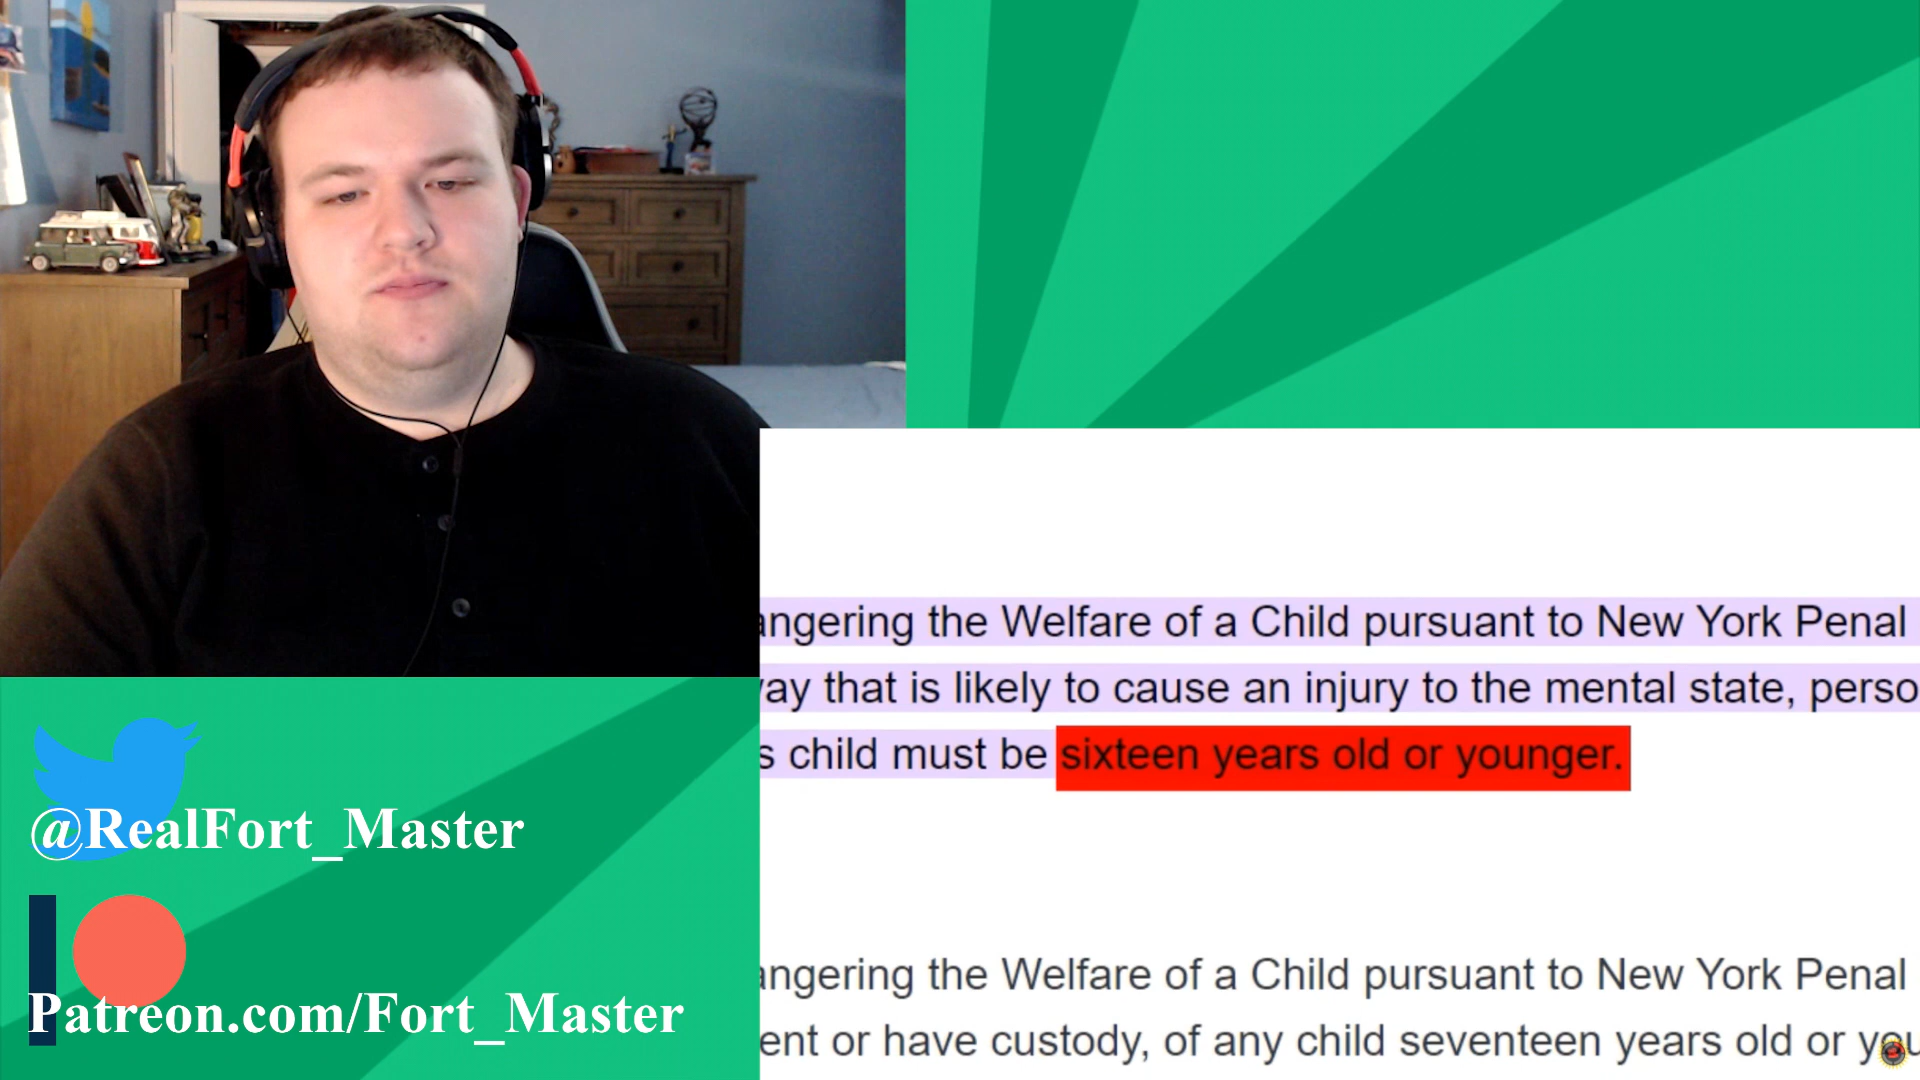 angering the Welfare of a Child pursuant to New York Penal
ay that is likely to cause an injury to the mental state, perso
s child must be sixteen years old or younger.
@RealFort_Master
angering the Welfare of a Child pursuant to New York Penal
Patreon.com/Fort_Master
ent or have custody, of any child seventeen years old or you